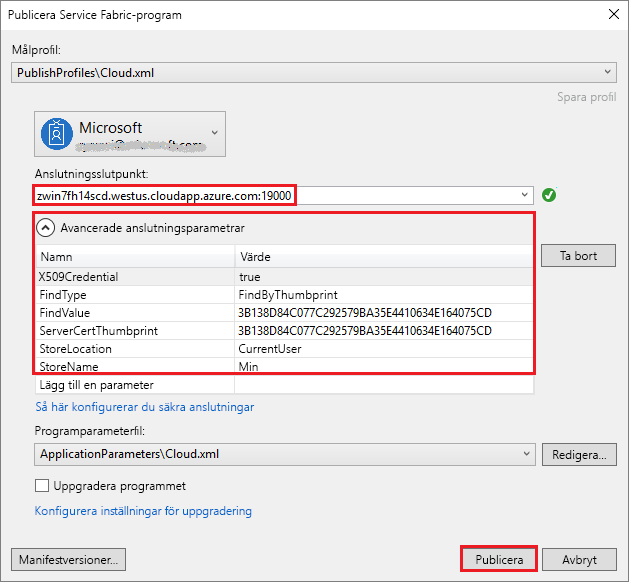 Publicera Service Fabric-program
Målprofil:
PublishProfiles\Cloud.xml
Spara profil
Microsoft
Anslutningsslutpunkt:
zwin7fh14scd.westus.cloudapp.azure.com:19000
Avancerade anslutningsparametrar
Ta bort
Namn Värde
X509Credential true
FindType FindByThumbprint
FindValue 3B138D84C077C292579BA35E4410634E164075CD
ServerCertThumbprint 3B138D84C077C292579BA35E4410634E164075CD
StoreLocation CurrentUser
StoreName Min
Lägg till en parameter
Så här konfigurerar du säkra anslutningar
Programparameterfil:
ApplicationParameters\Cloud.xml
Redigera...
Uppgradera programmet
Konfigurera inställningar för uppgradering
Manifestversioner... Publicera Avbryt